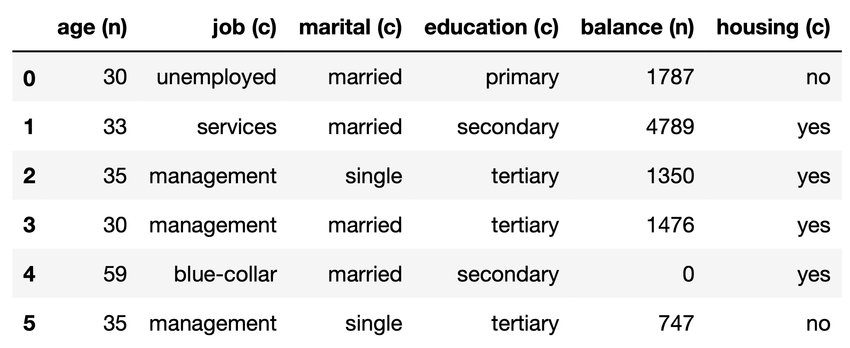 age (n) job (c) marital (c) education (c) balance (n) housing (c)
0 30 unemployed married primary 1787 no
1 33 services married secondary 4789 yes
2 35 management single tertiary 1350 yes
3 30 management married tertiary 1476 yes
4 59 blue-collar married secondary 0 yes
5 35 management single tertiary 747 no